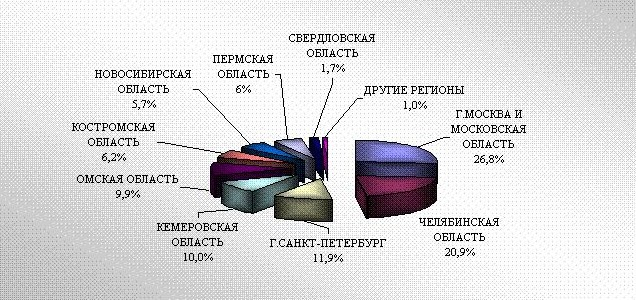 СВЕРДЛОВСКАЯ
ОБЛАСТЬ
1,7%
ПЕРМСКАЯ
ОБЛАСТЬ
6%
НОВОСИБИРСКАЯ
ОБЛАСТЬ
5,7%
ДРУГИЕ РЕГИОНЫ
1,0%
Г.МОСКВА И
МОСКОВСКАЯ
ОБЛАСТЬ
26,8%
КОСТРОМСКАЯ
ОБЛАСТЬ
6,2%
ОМСКАЯ ОБЛАСТЬ
9,9%
КЕМЕРОВСКАЯ
ОБЛАСТЬ
10,0%
Г.САНКТ-ПЕТЕРБУРГ
11,9%
ЧЕЛЯБИНСКАЯ
ОБЛАСТЬ
20,9%